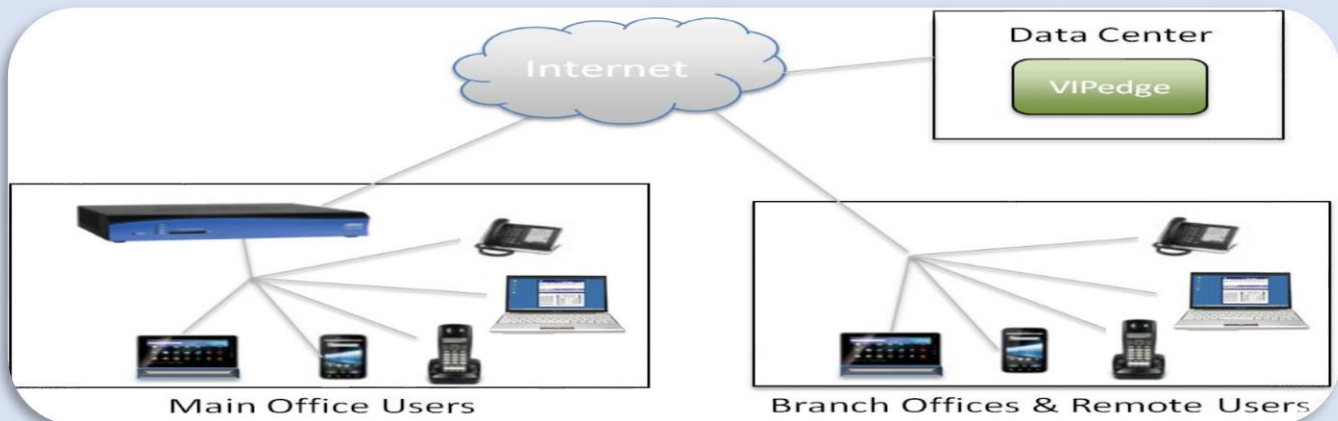 Data Center
Internet
VIPedge
Main Office Users
Branch Offices & Remote Users